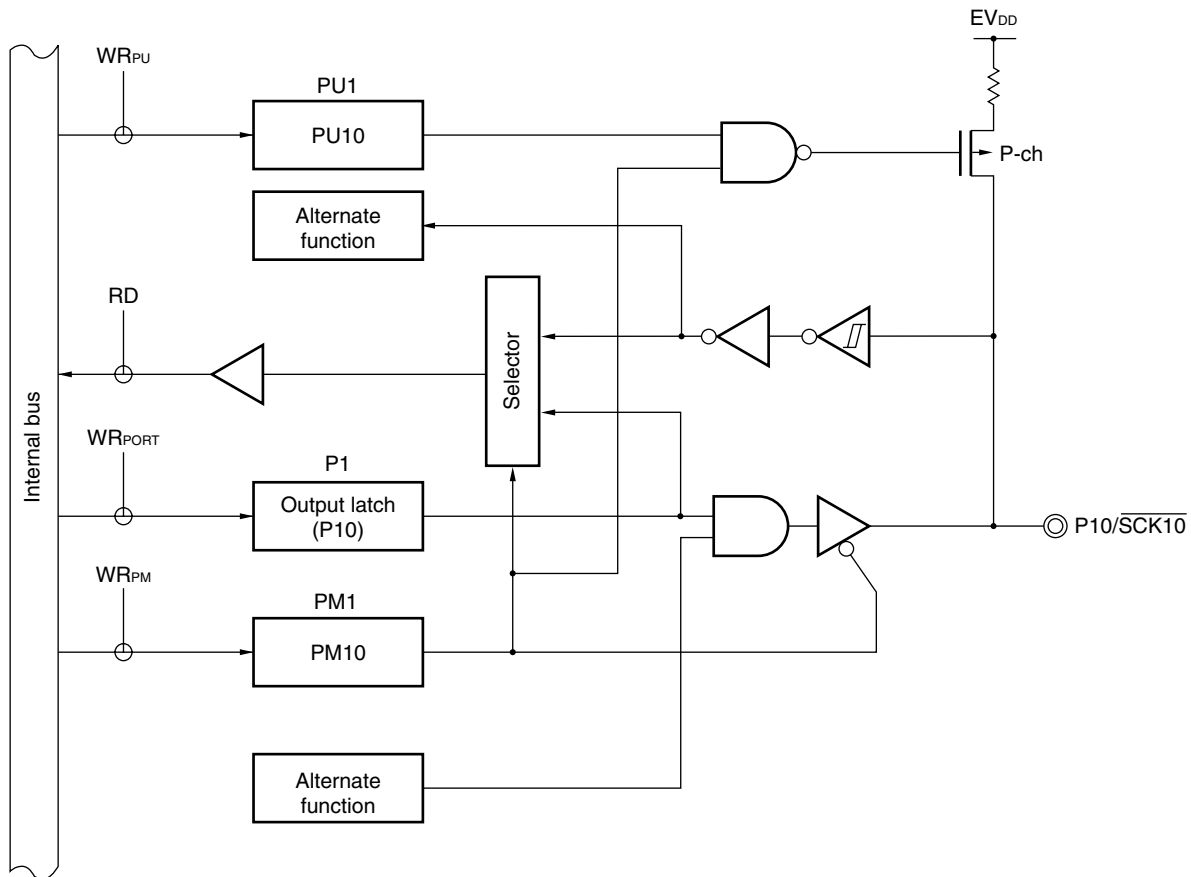 EVDD
WRPU
PU1
PU10
P-ch
Alternate
function
RD
Selector
Internal bus
WRPORT
P1
Output latch
(P10)
P10/SCK10
WRPM
PM1
PM10
Alternate
function